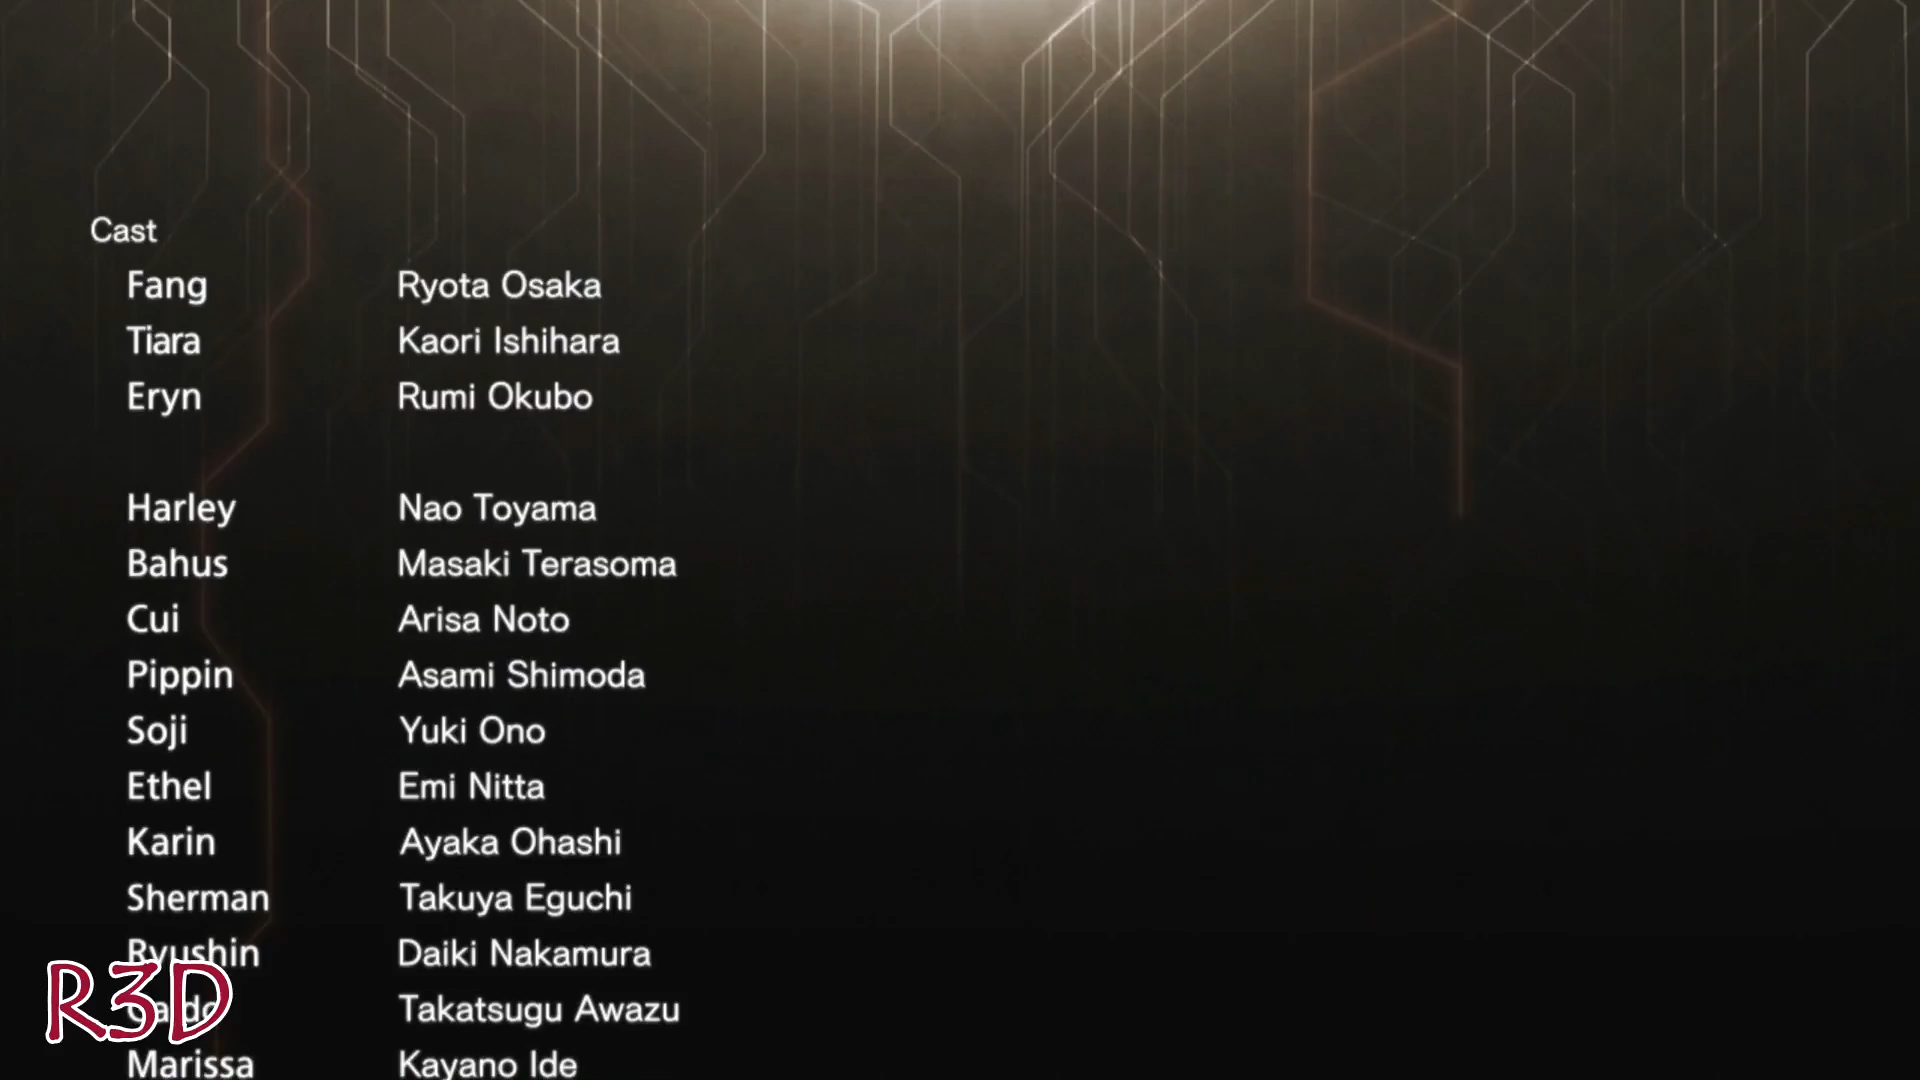 Cast
Fang Ryota Osaka
Tiara Kaori Ishihara
Eryn Rumi Okubo
Harley Nao Toyama
Bahus Masaki Terasoma
Cui Arisa Noto
Pippin Asami Shimoda
Soji Yuki Ono
Ethel Emi Nitta
Karin Ayaka Ohashi
Sherman Takuya Eguchi
Ryushin Daiki Nakamura
Takatsugu Awazu
Marissa Kayano Ide
R3D